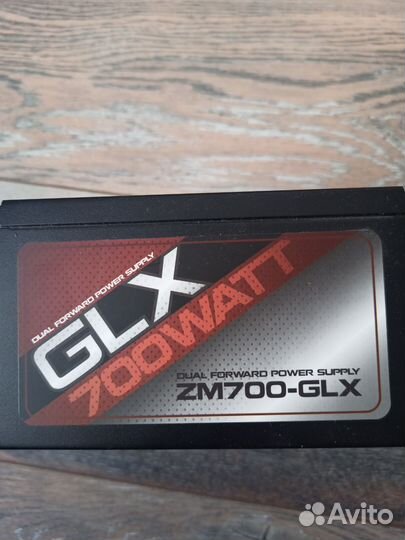 DUAL FORWARD POWER SUPPLY
GLX
700WATT
DUAL FORWARD POWER SUPPLY
ZM700-GLX
Avito